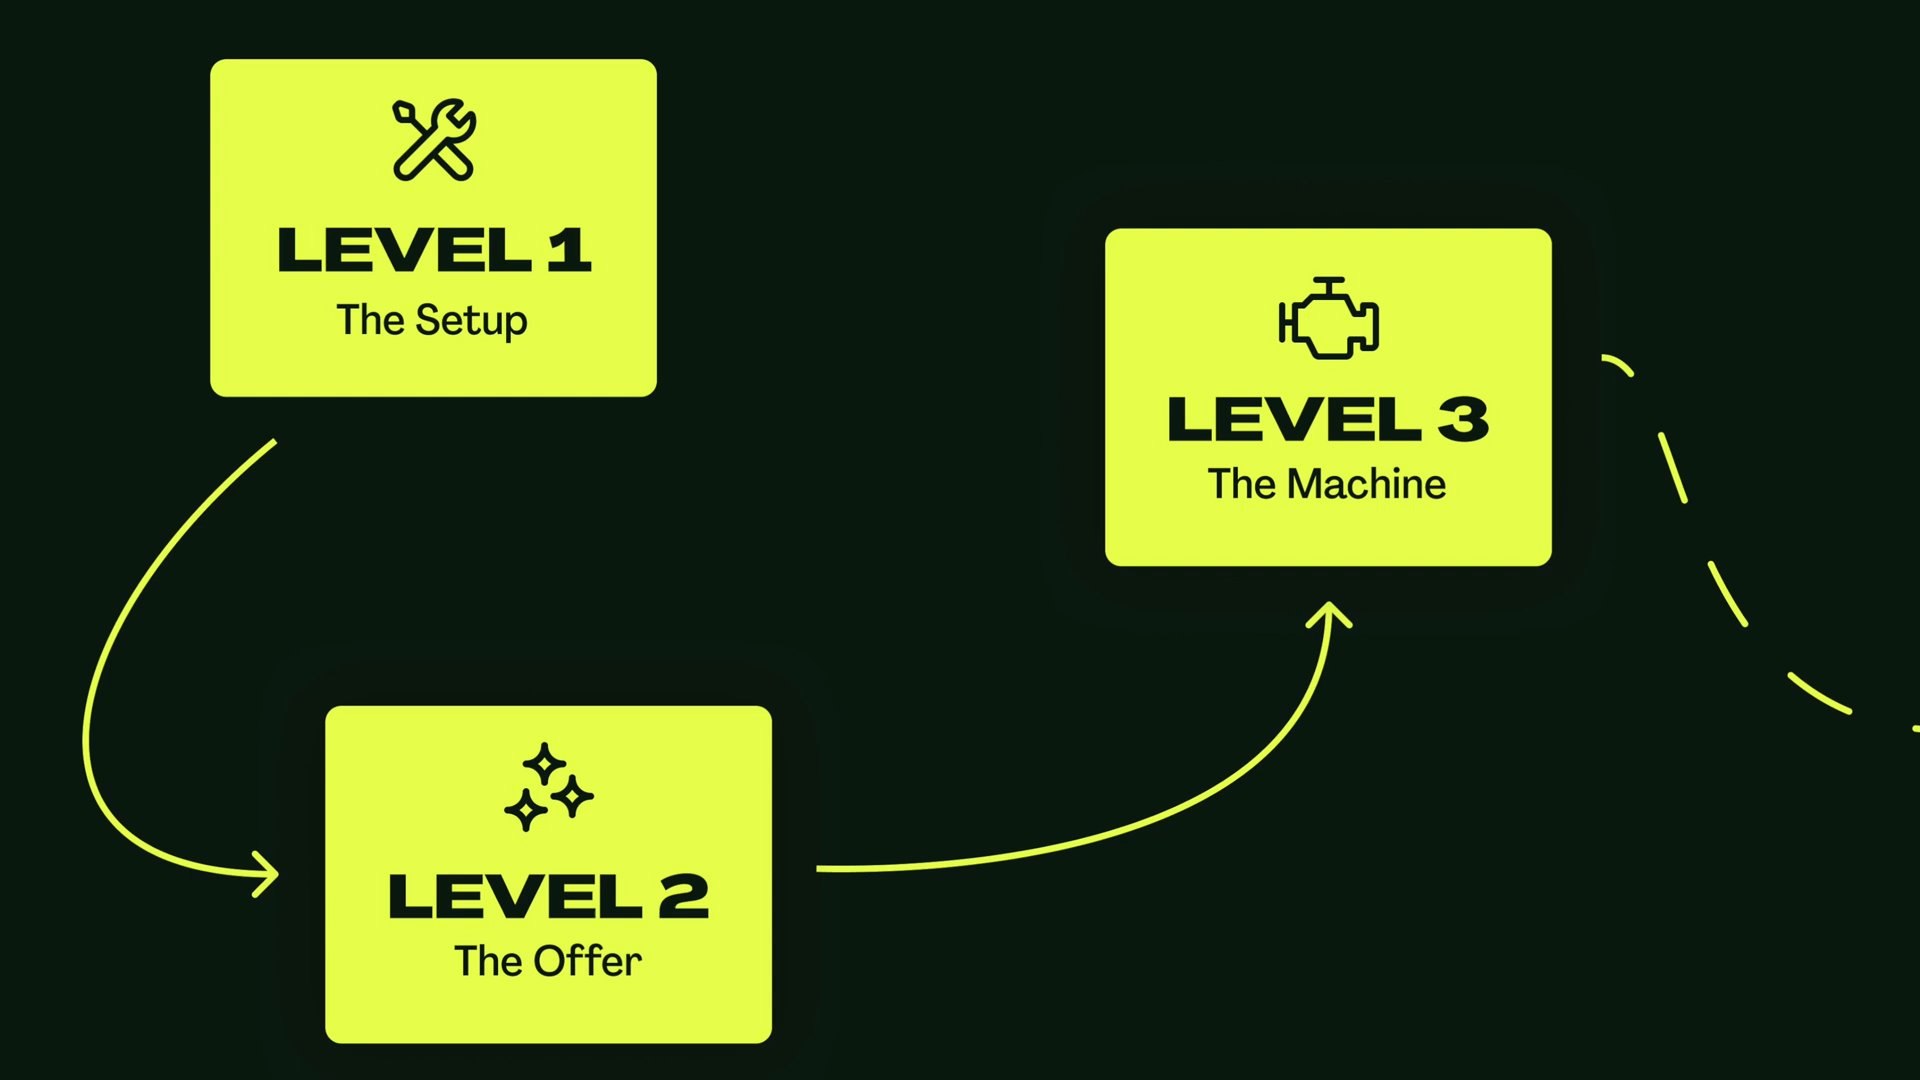 LEVEL 1
The Setup
LEVEL 2
The Offer
LEVEL 3
The Machine